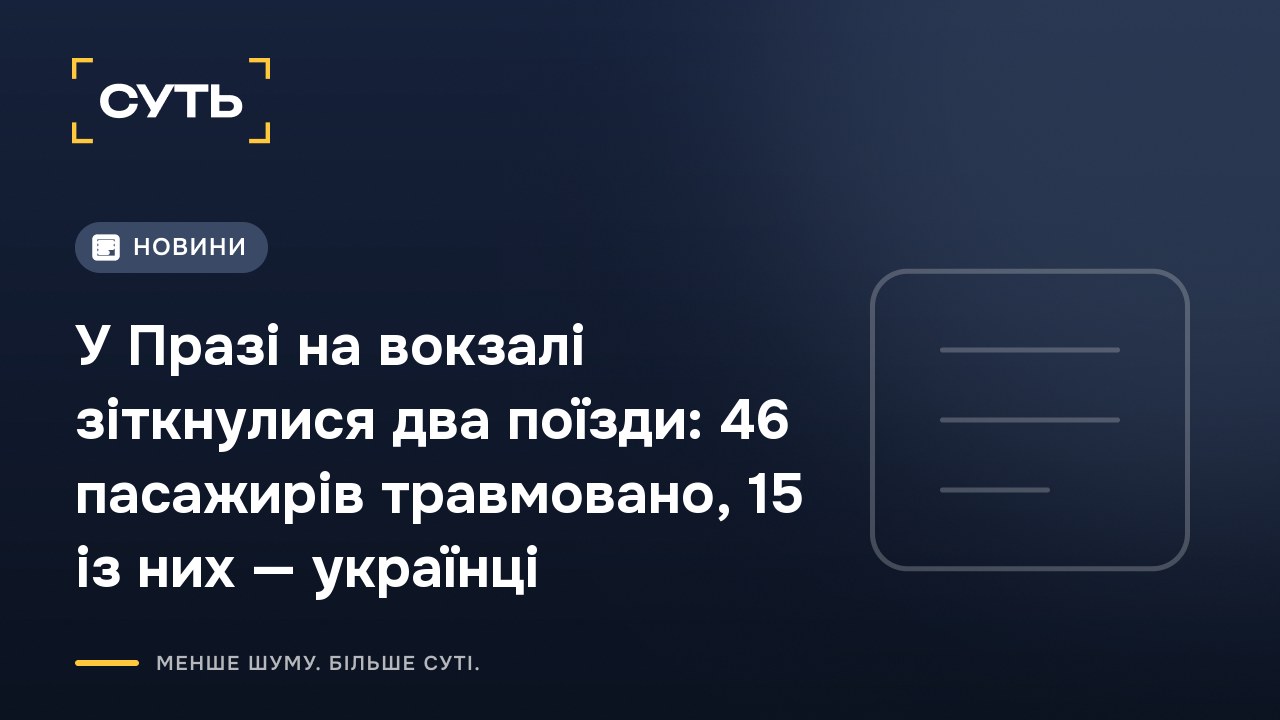 СУТЬ
НОВИНИ
У Празі на вокзалі
зіткнулися два поїзди: 46
пасажирів травмовано, 15
із них — українці
МЕНШЕ ШУМУ. БІЛЬШЕ СУТІ.